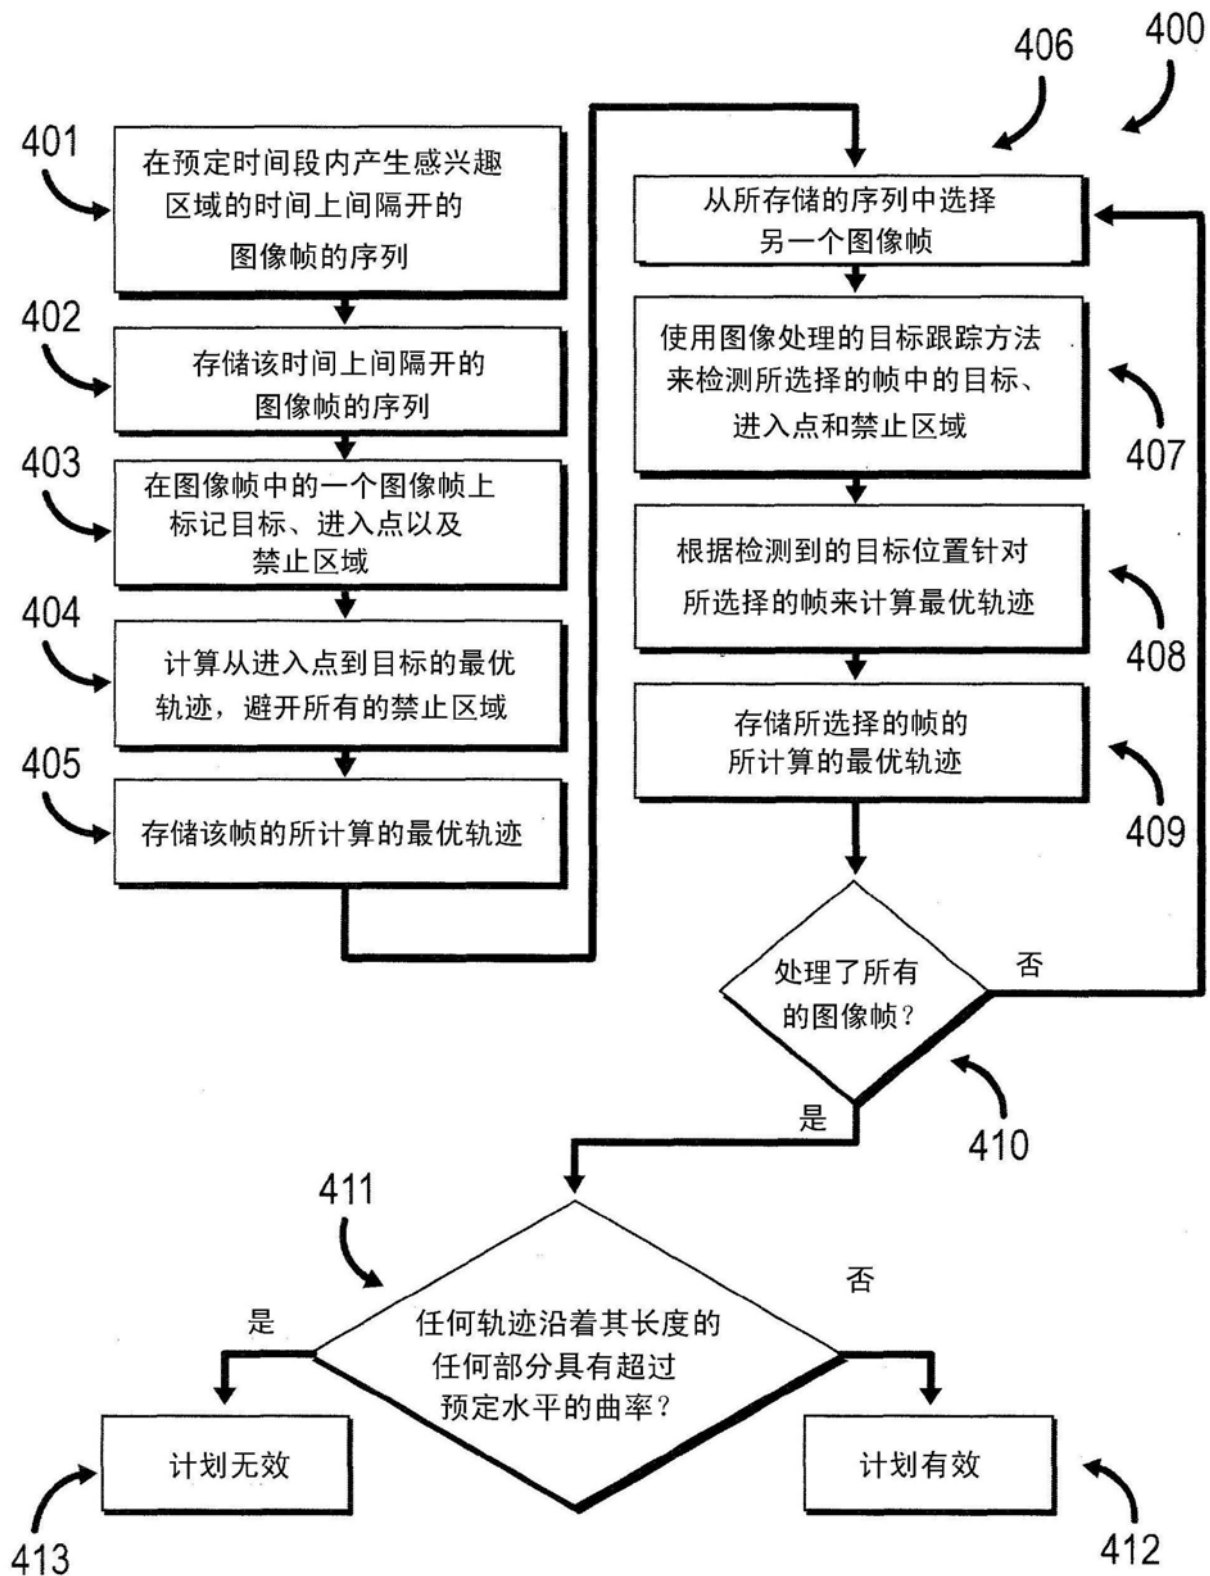 400
406
401
在预定时间段内产生感兴趣
区域的时间上间隔开的
图像帧的序列
402
存储该时间上间隔开的
图像帧的序列
403
在图像帧中的一个图像帧上
标记目标、进入点以及
禁止区域
404
计算从进入点到目标的最优
轨迹，避开所有的禁止区域
405
存储该帧的所计算的最优轨迹
从所存储的序列中选择
另一个图像帧
使用图像处理的目标跟踪方法
来检测所选择的帧中的目标、
进入点和禁止区域
407
根据检测到的目标位置针对
所选择的帧来计算最优轨迹
408
存储所选择的帧的
所计算的最优轨迹
409
处理了所有
的图像帧？
否
是
410
411
任何轨迹沿着其长度的
任何部分具有超过
预定水平的曲率？
是
否
计划无效
413
计划有效
412